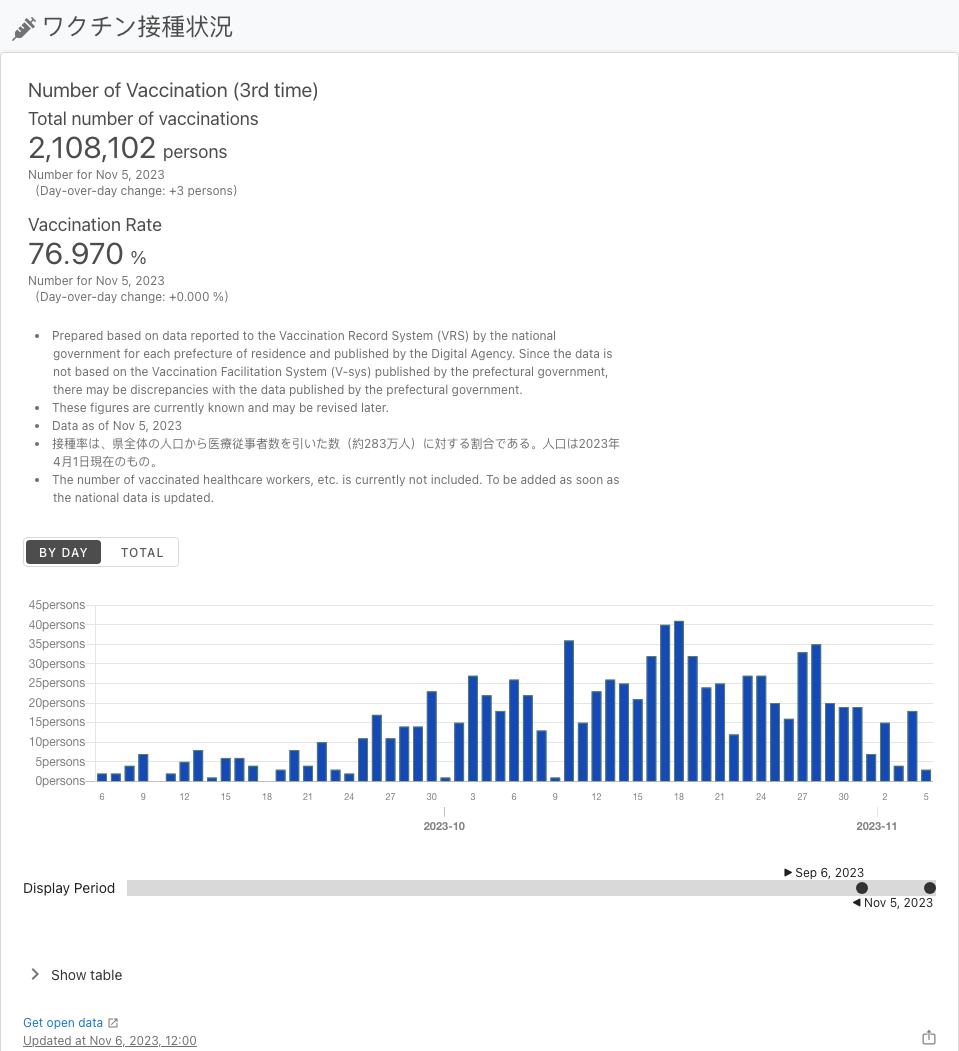 ワクチン接種状況
Number of Vaccination (3rd time)
Total number of vaccinations
2,108,102 persons
Number for Nov 5, 2023
(Day-over-day change: +3 persons)
Vaccination Rate
76.970 %
Number for Nov 5, 2023
(Day-over-day change: +0.000 %)
• Prepared based on data reported to the Vaccination Record System (VRS) by the national
government for each prefecture of residence and published by the Digital Agency. Since the data is
not based on the Vaccination Facilitation System (V-sys) published by the prefectural government,
there may be discrepancies with the data published by the prefectural government.
• These figures are currently known and may be revised later.
• Data as of Nov 5, 2023
• 接種率は、県全体の人口から医療従事者数を引いた数（約283万人）に対する割合である。人口は2023年
4月1日現在のもの。
• The number of vaccinated healthcare workers, etc. is currently not included. To be added as soon as
the national data is updated.
BY DAY TOTAL
45persons
40persons
35persons
30persons
25persons
20persons
15persons
10persons
5persons
0persons
6 9 12 15 18 21 24 27 30 3 6 9 12 15 18 21 24 27 30 2 5
2023-10 2023-11
▶ Sep 6, 2023
Display Period
◀ Nov 5, 2023
Show table
Get open data
Updated at Nov 6, 2023, 12:00